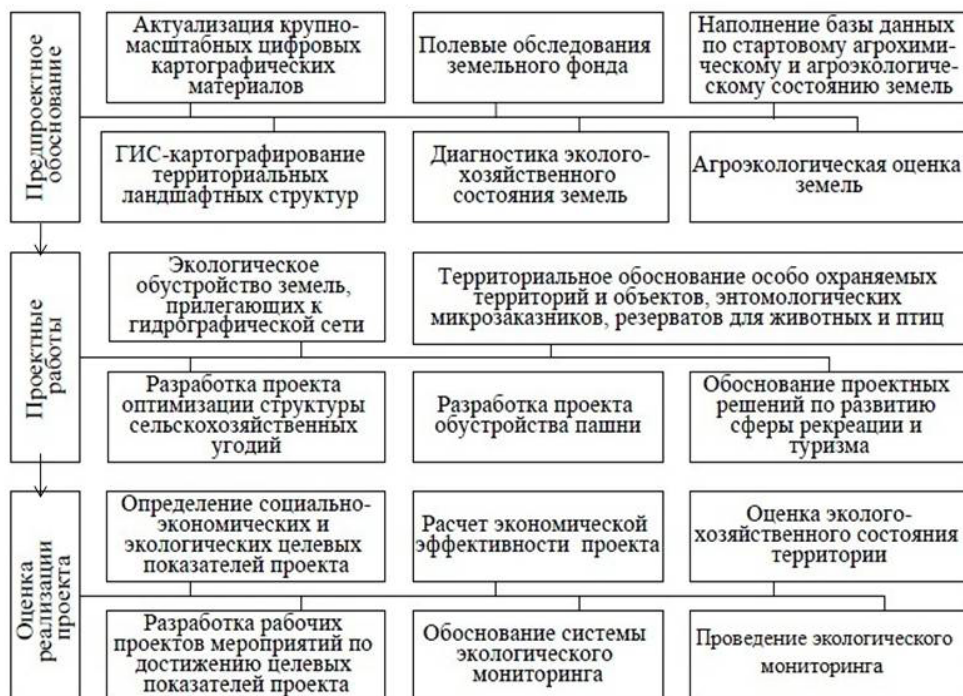 Предпроектное
обоснование
Актуализация крупно-
масштабных цифровых
картографических
материалов
Полевые обследования
земельного фонда
Наполнение базы данных
по стартовому агрохими-
ческому и агроэкологиче-
скому состоянию земель
ГИС-картографирование
территориальных
ландшафтных структур
Диагностика эколого-
хозяйственного
состояния земель
Агроэкологическая оценка
земель
Проектные
работы
Экологическое
обустройство земель,
прилегающих к
гидрографической сети
Территориальное обоснование особо охраняемых
территорий и объектов, энтомологических
микрозаказников, резерватов для животных и птиц
Разработка проекта
оптимизации структуры
сельскохозяйственных
угодий
Разработка проекта
обустройства пашни
Обоснование проектных
решений по развитию
сферы рекреации и
туризма
Оценка
реализации
проекта
Определение социально-
экономических и
экологических целевых
показателей проекта
Расчет экономической
эффективности проекта
Оценка эколого-
хозяйственного состояния
территории
Разработка рабочих
проектов мероприятий по
достижению целевых
показателей проекта
Обоснование системы
экологического
мониторинга
Проведение экологического
мониторинга